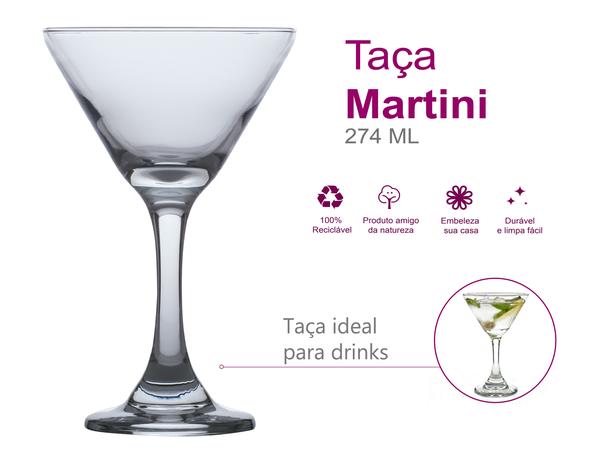 Taça
Martini
274 ML
100%
Reciclável
Produto amigo
da natureza
Embeleza
sua casa
Durável
e limpa fácil
Taça ideal
para drinks